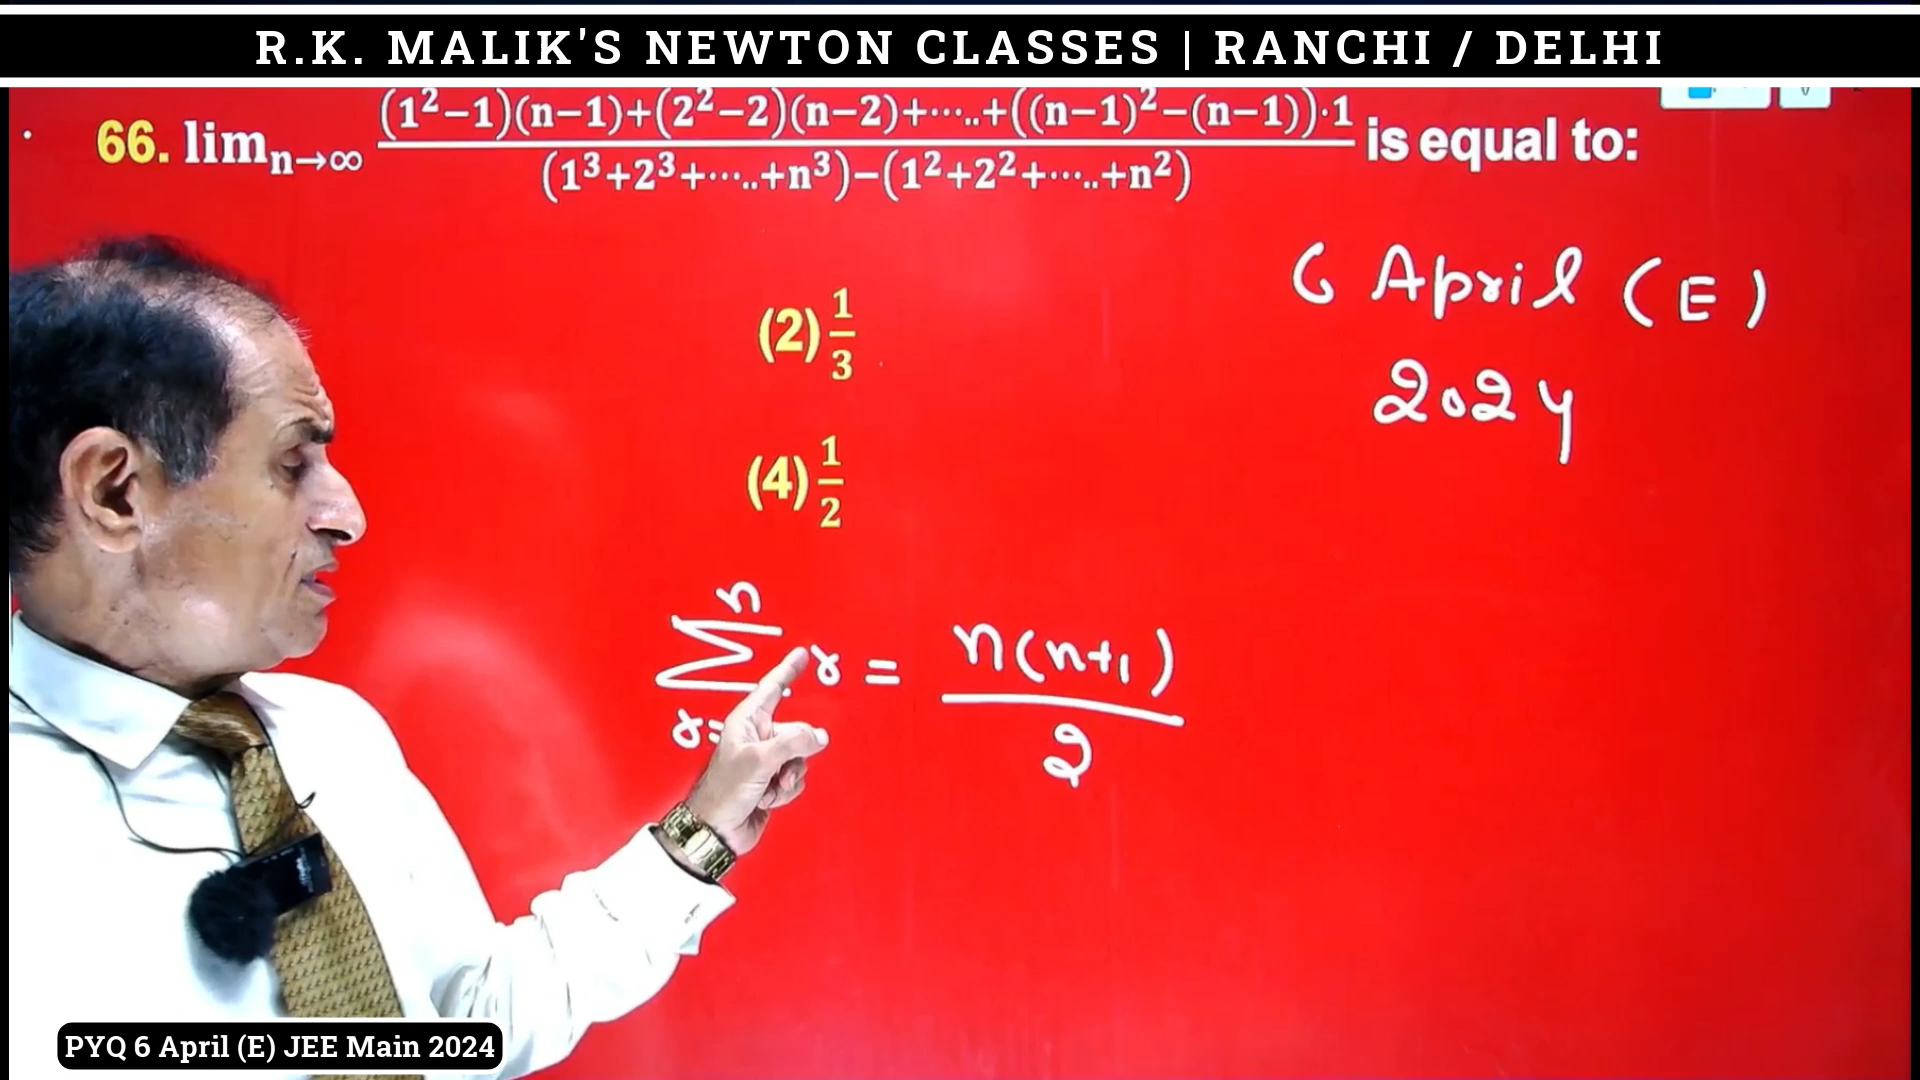 R.K. MALIK'S NEWTON CLASSES | RANCHI / DELHI
66. lim n→∞ (1²−1)(n−1)+(2²−2)(n−2)+⋯..+((n−1)²−(n−1))·1 / (1³+2³+⋯..+n³)−(1²+2²+⋯..+n²) is equal to:
6 April (E)
2024
(2) 1/3
(4) 1/2
n
∑ r = n(n+1) / 2
r=
PYQ 6 April (E) JEE Main 2024